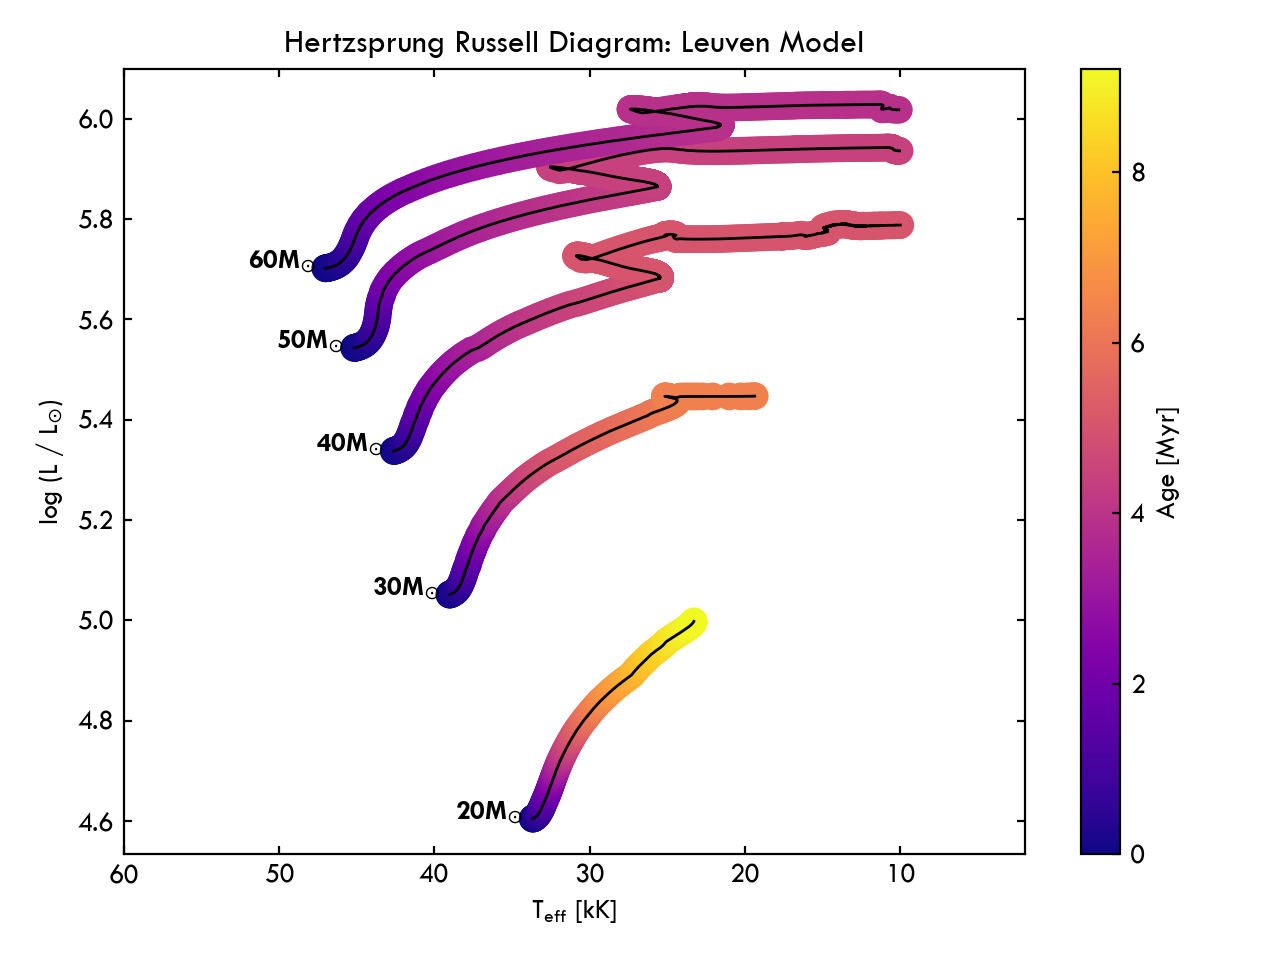 Hertzsprung Russell Diagram: Leuven Model
6.0
5.8
5.6
5.4
5.2
5.0
4.8
4.6
log (L / L⊙)
60M⊙
50M⊙
40M⊙
30M⊙
20M⊙
60
50
40
30
20
10
T_eff [kK]
8
6
4
2
0
Age [Myr]